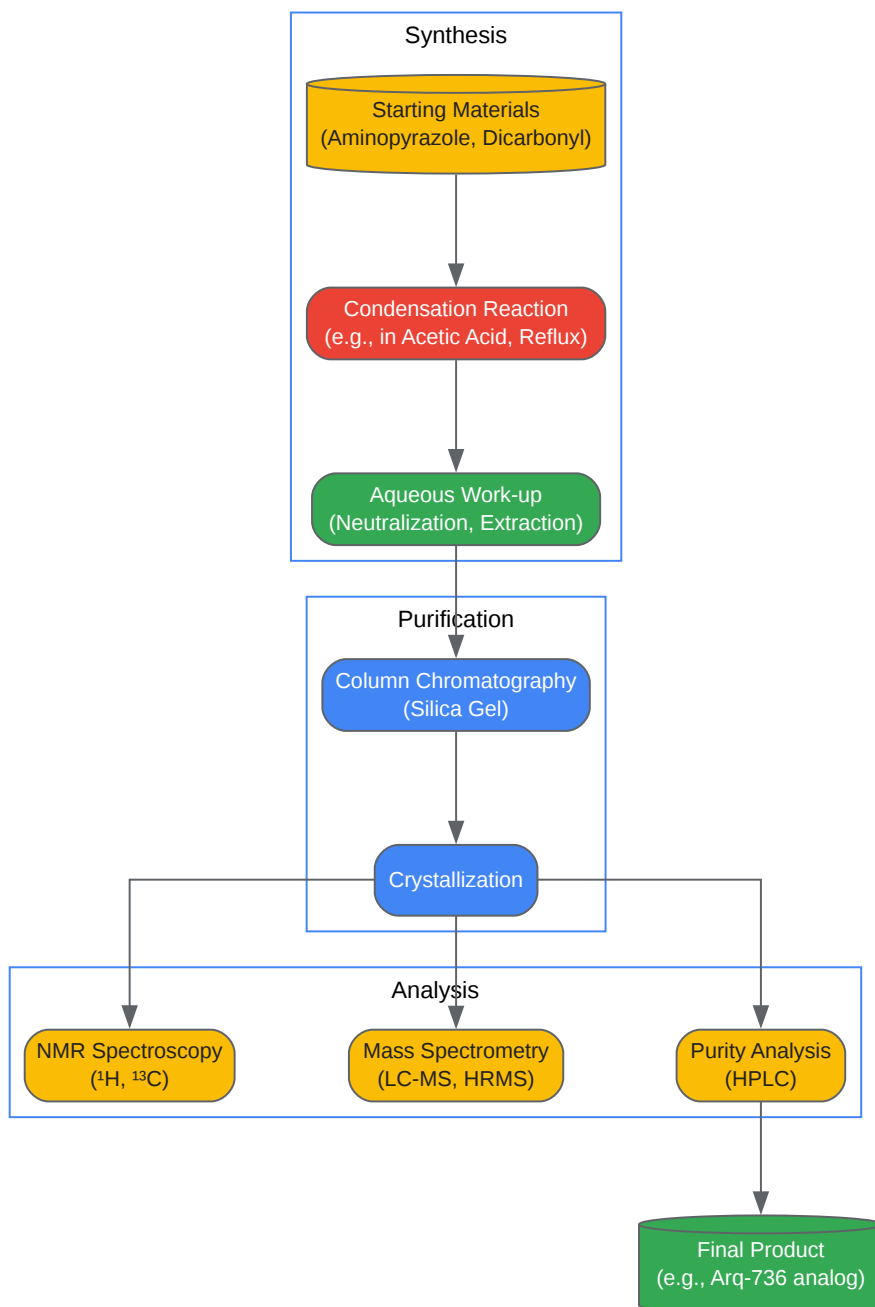 Synthesis
Starting Materials
(Aminopyrazole, Dicarbonyl)
Condensation Reaction
(e.g., in Acetic Acid, Reflux)
Aqueous Work-up
(Neutralization, Extraction)
Purification
Column Chromatography
(Silica Gel)
Crystallization
Analysis
NMR Spectroscopy
(¹H, ¹³C)
Mass Spectrometry
(LC-MS, HRMS)
Purity Analysis
(HPLC)
Final Product
(e.g., Arq-736 analog)